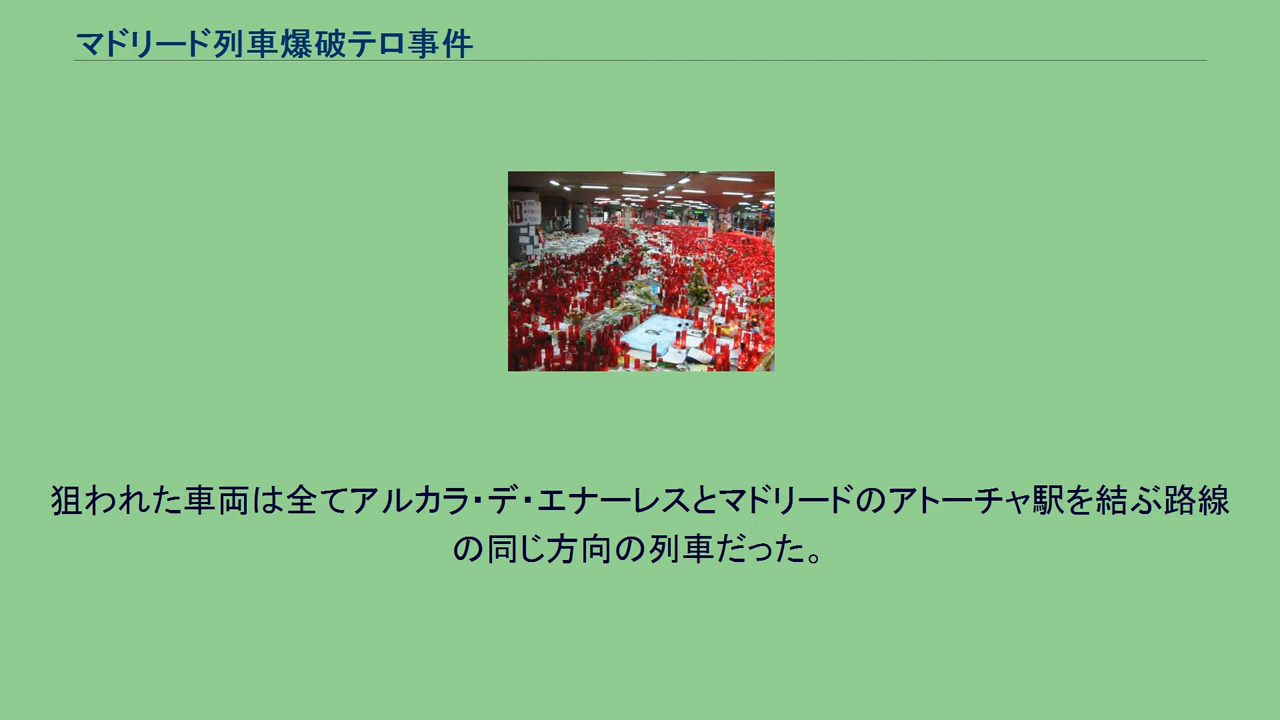 マドリード列車爆破テロ事件
狙われた車両は全てアルカラ・デ・エナーレスとマドリードのアトーチャ駅を結ぶ路線
の同じ方向の列車だった。